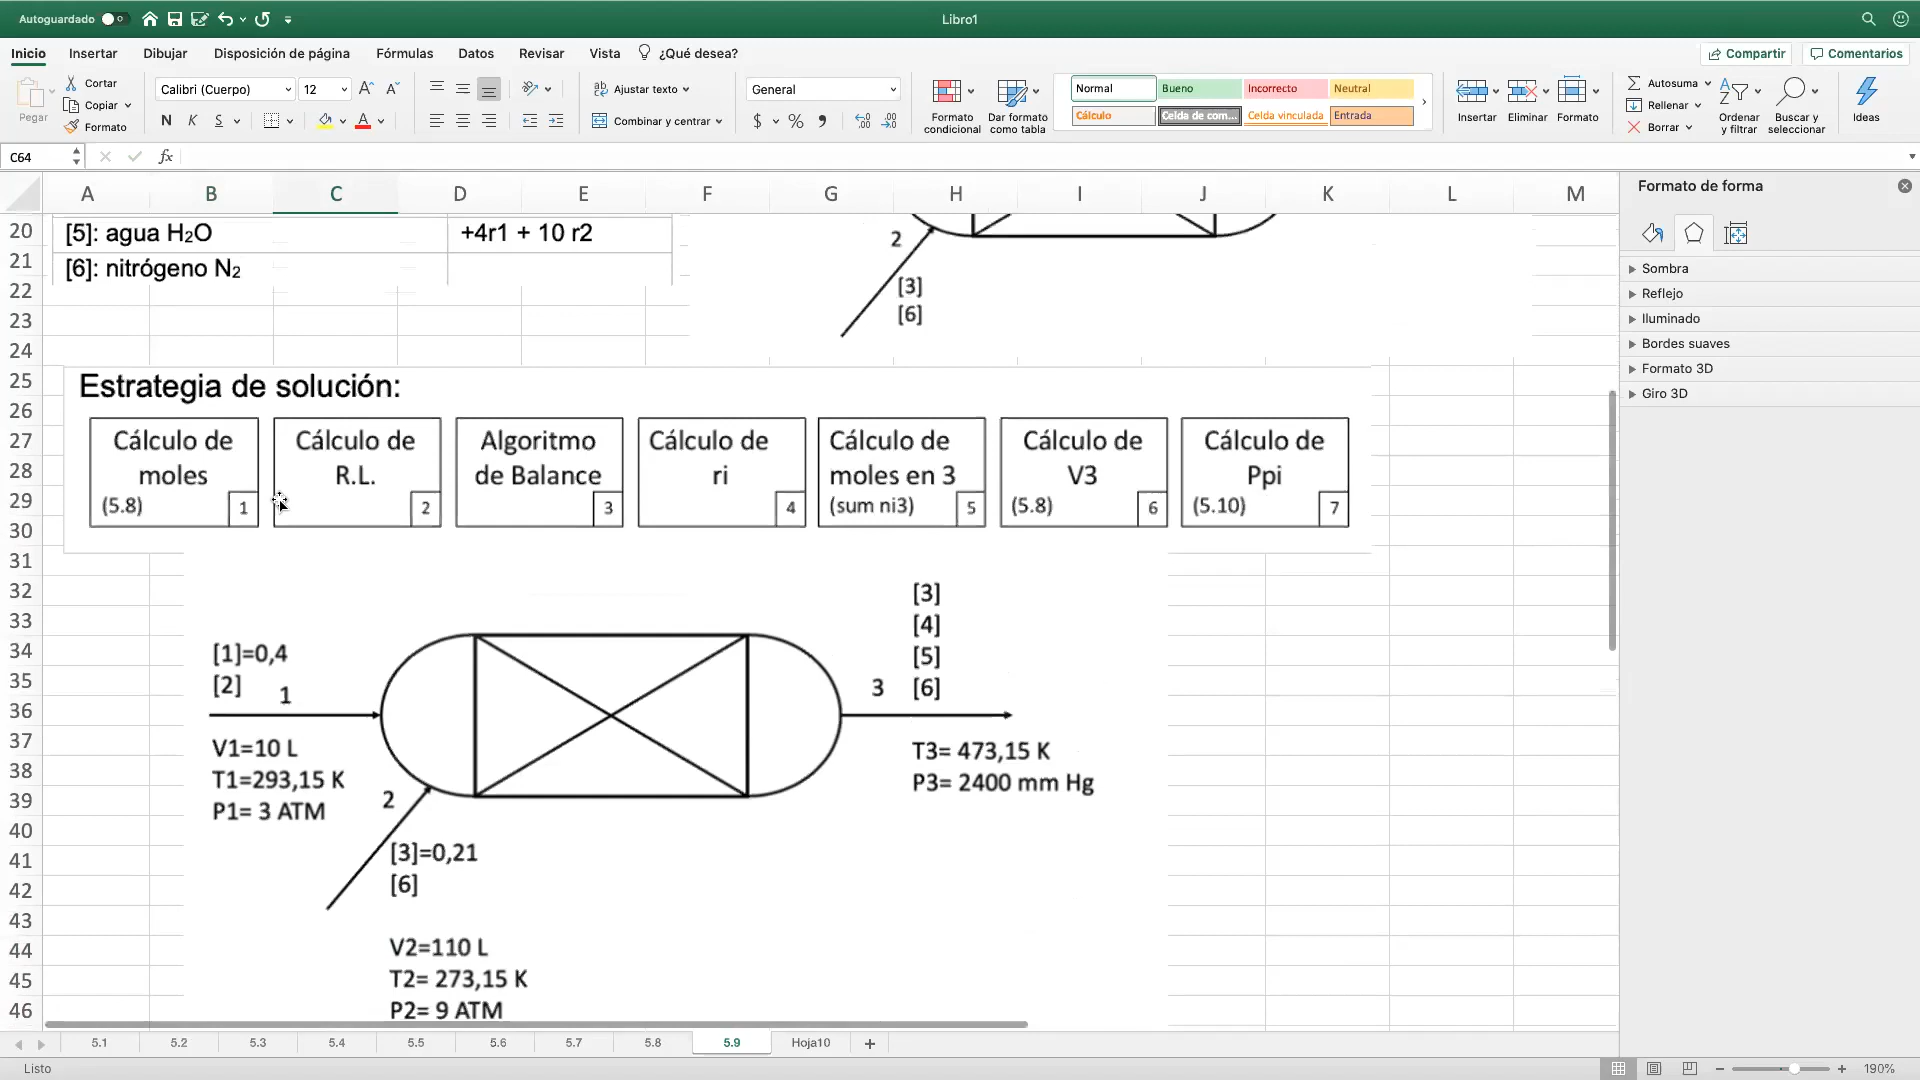 Autoguardado
Libro1
Inicio Insertar Dibujar Disposición de página Fórmulas Datos Revisar Vista ¿Qué desea? Compartir Comentarios
Pegar
Cortar
Copiar
Formato
Calibri (Cuerpo) 12
N K S
Ajustar texto
Combinar y centrar
General
$ %
Formato condicional
Dar formato como tabla
Normal Bueno Incorrecto Neutral
Cálculo Celda de com... Celda vinculada Entrada
Insertar Eliminar Formato
Autosuma
Rellenar
Borrar
Ordenar y filtrar
Buscar y seleccionar
Ideas
C64
fx
A B C D E F G H I J K L M
20
21
22
23
24
25
26
27
28
29
30
31
32
33
34
35
36
37
38
39
40
41
42
43
44
45
46
[5]: agua H₂O +4r1 + 10 r2
[6]: nitrógeno N₂
2
[3]
[6]
Estrategia de solución:
Cálculo de moles
(5.8) 1
Cálculo de R.L.
2
Algoritmo de Balance
3
Cálculo de ri
4
Cálculo de moles en 3
(sum ni3) 5
Cálculo de V3
(5.8) 6
Cálculo de Ppi
(5.10) 7
[1]=0,4
[2]
1
V1=10 L
T1=293,15 K
P1= 3 ATM
2
[3]=0,21
[6]
V2=110 L
T2= 273,15 K
P2= 9 ATM
3
[3]
[4]
[5]
[6]
T3= 473,15 K
P3= 2400 mm Hg
Formato de forma
Sombra
Reflejo
Iluminado
Bordes suaves
Formato 3D
Giro 3D
5.1 5.2 5.3 5.4 5.5 5.6 5.7 5.8 5.9 Hoja10
Listo
190%